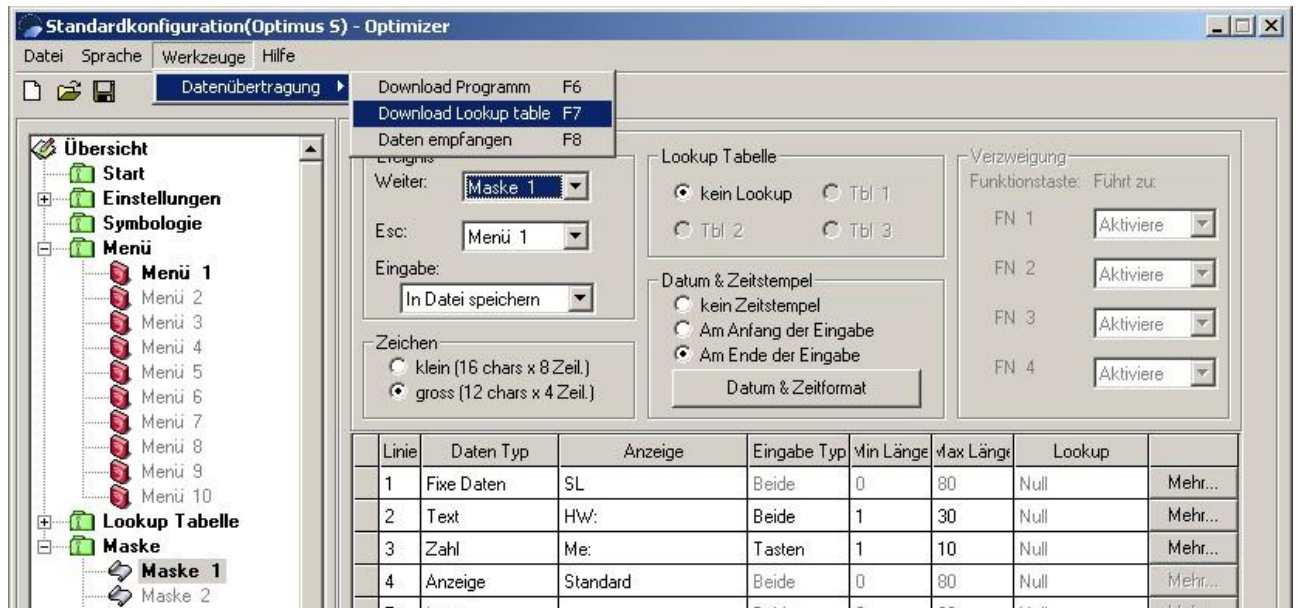 Standardkonfiguration(Optimus S) - Optimizer
Datei Sprache Werkzeuge Hilfe
Datenübertragung
Download Programm F6
Download Lookup table F7
Daten empfangen F8
Übersicht
Start
Einstellungen
Symbologie
Menü
Menü 1
Menü 2
Menü 3
Menü 4
Menü 5
Menü 6
Menü 7
Menü 8
Menü 9
Menü 10
Lookup Tabelle
Maske
Maske 1
Maske 2
Weiter: Maske 1
Esc: Menü 1
Eingabe:
In Datei speichern
Zeichen
klein (16 chars x 8 Zeil.)
gross (12 chars x 4 Zeil.)
Lookup Tabelle
kein Lookup Tbl 1
Tbl 2 Tbl 3
Datum & Zeitstempel
kein Zeitstempel
Am Anfang der Eingabe
Am Ende der Eingabe
Datum & Zeitformat
Verzweigung
Funktionstaste: Führt zu:
FN 1 Aktiviere
FN 2 Aktiviere
FN 3 Aktiviere
FN 4 Aktiviere
Linie Daten Typ Anzeige Eingabe Typ Min Länge Max Länge Lookup
1 Fixe Daten SL Beide 0 80 Null Mehr...
2 Text HW: Beide 1 30 Null Mehr...
3 Zahl Me: Tasten 1 10 Null Mehr...
4 Anzeige Standard Beide 0 80 Null Mehr...